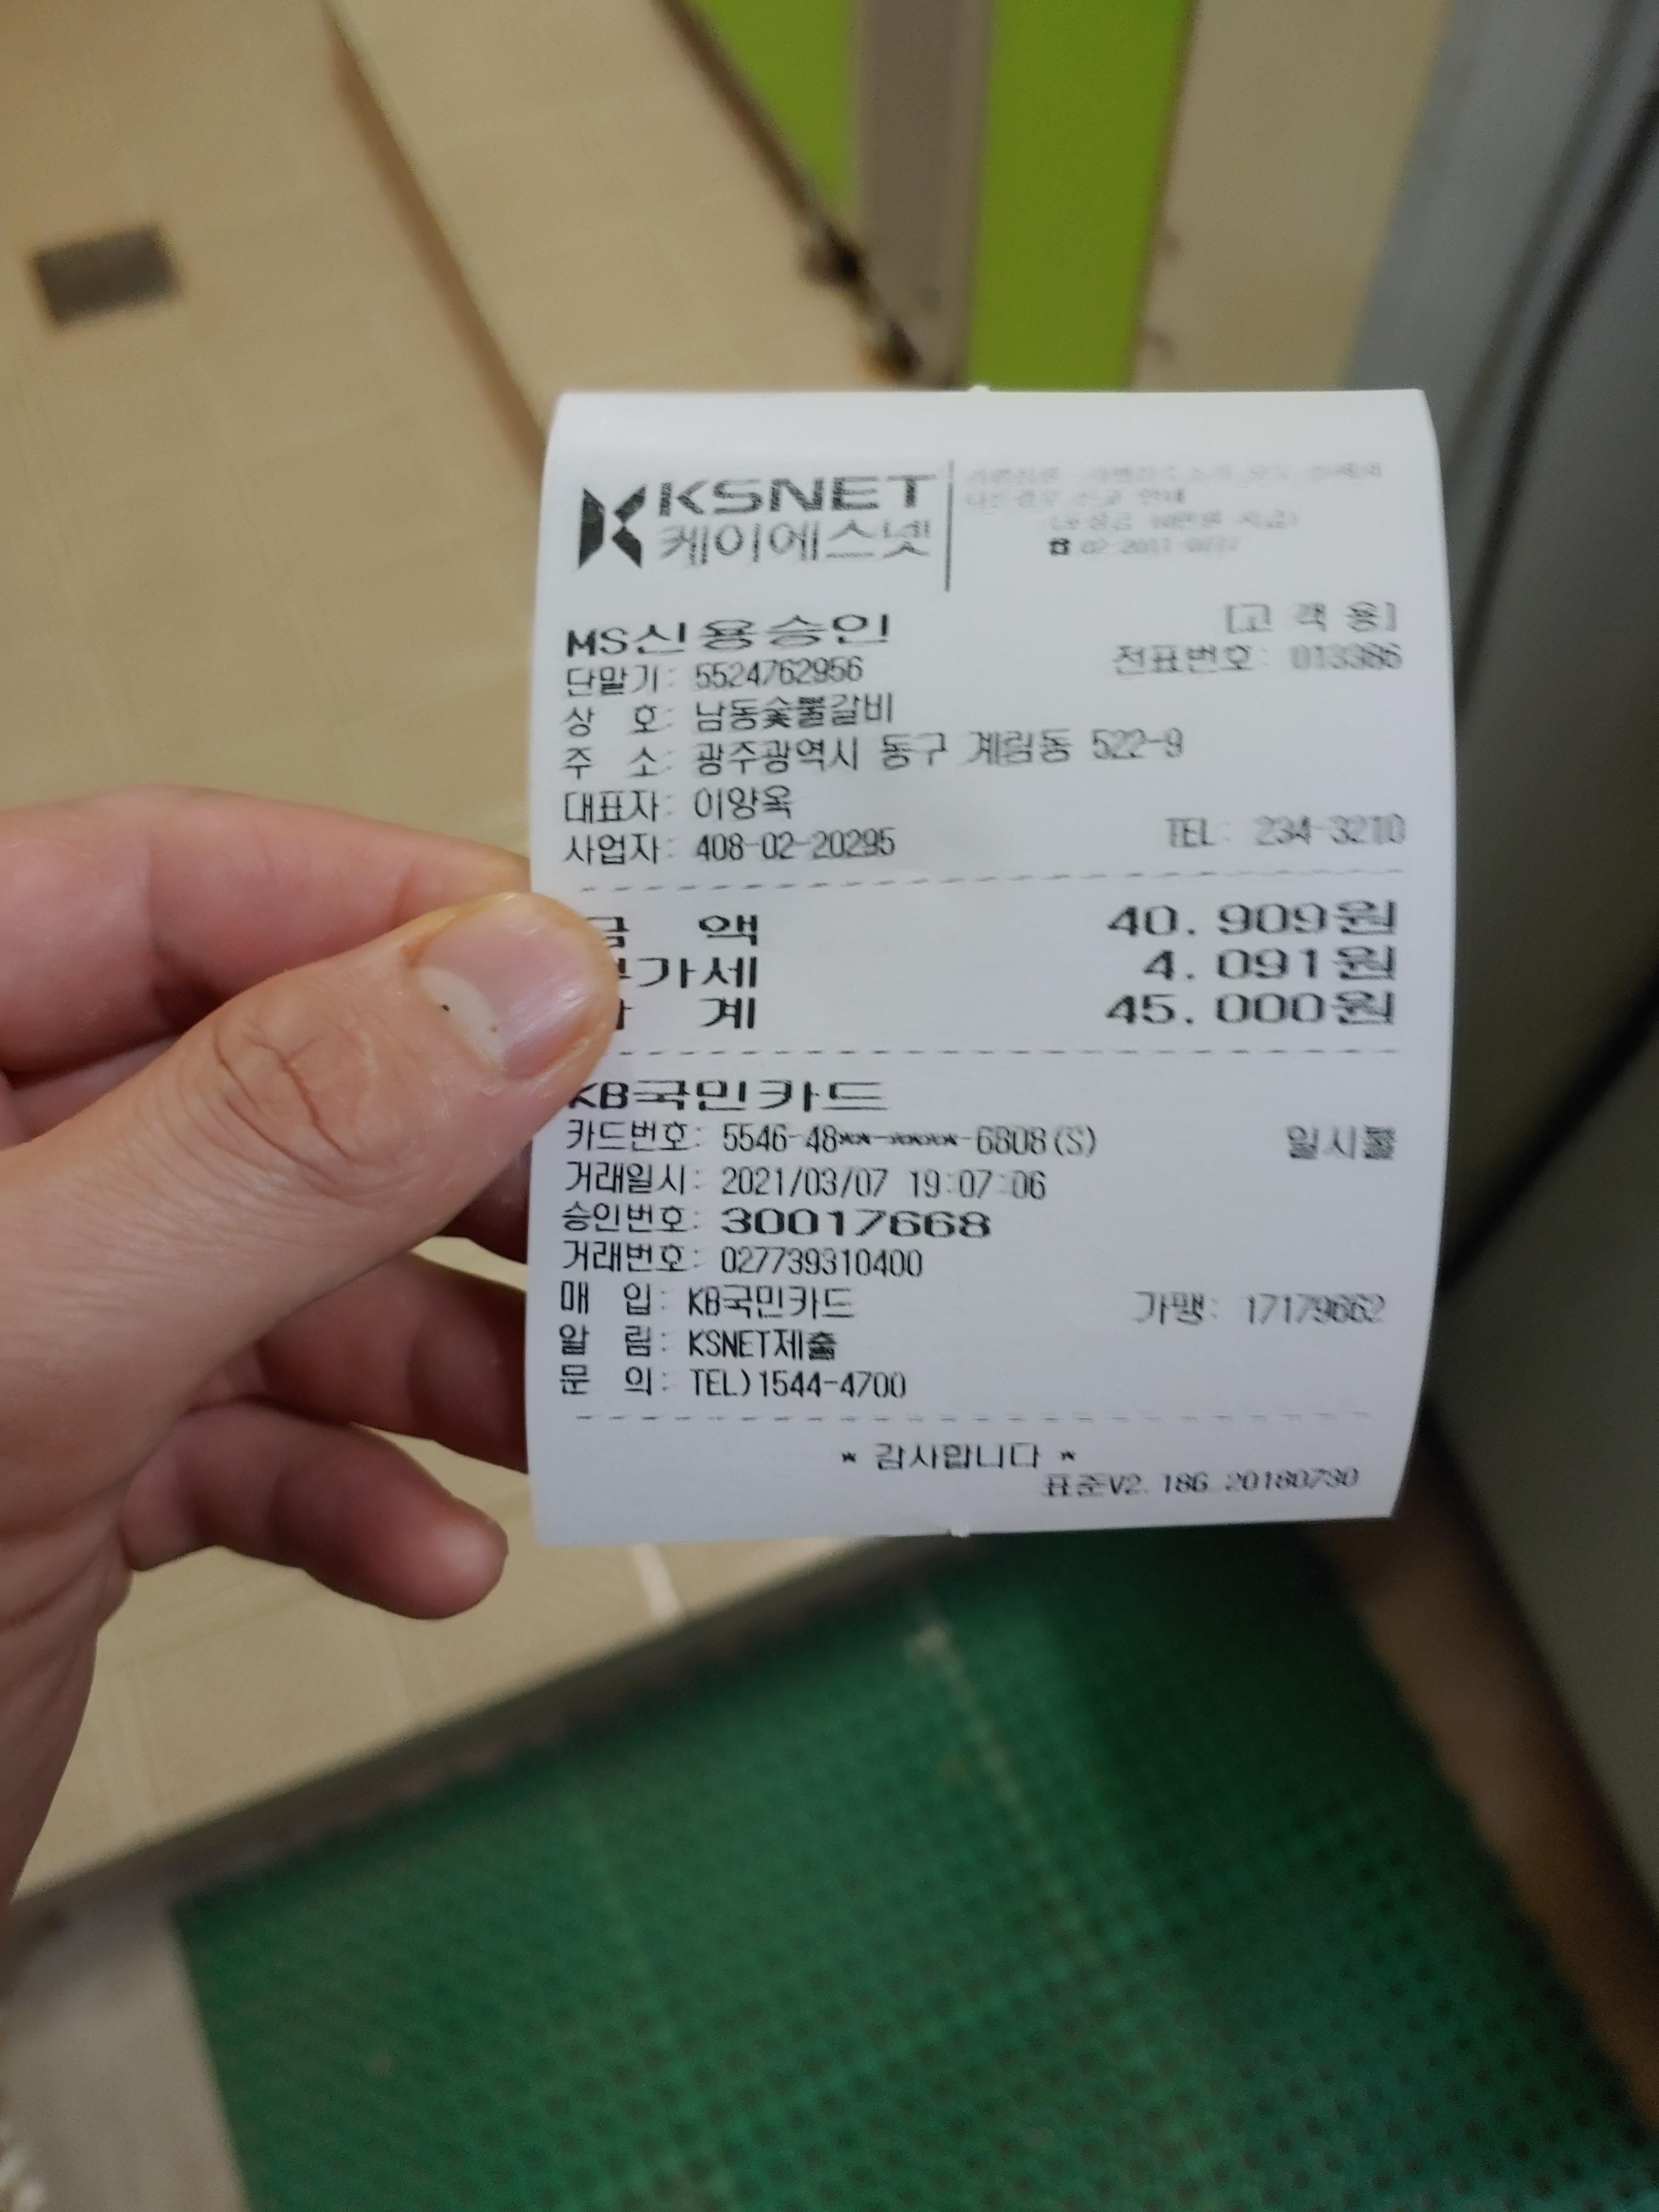 KSNET
케이에스넷
MS신용승인 [고 객 용]
단말기: 5524762956 전표번호: 013386
상 호: 남동숯불갈비
주 소: 광주광역시 동구 계림동 522-9
대표자: 이양옥
사업자: 408-02-20295 TEL: 234-3210
액 40.909원
가세 4.091원
계 45.000원
KB국민카드
카드번호: 5546-48**-****-6808(S) 일시불
거래일시: 2021/03/07 19:07:06
승인번호: 30017668
거래번호: 027739310400
매 입: KB국민카드 가맹: 17179662
알 림: KSNET제출
문 의: TEL)1544-4700
* 감사합니다 *
표준V2.186_20180730